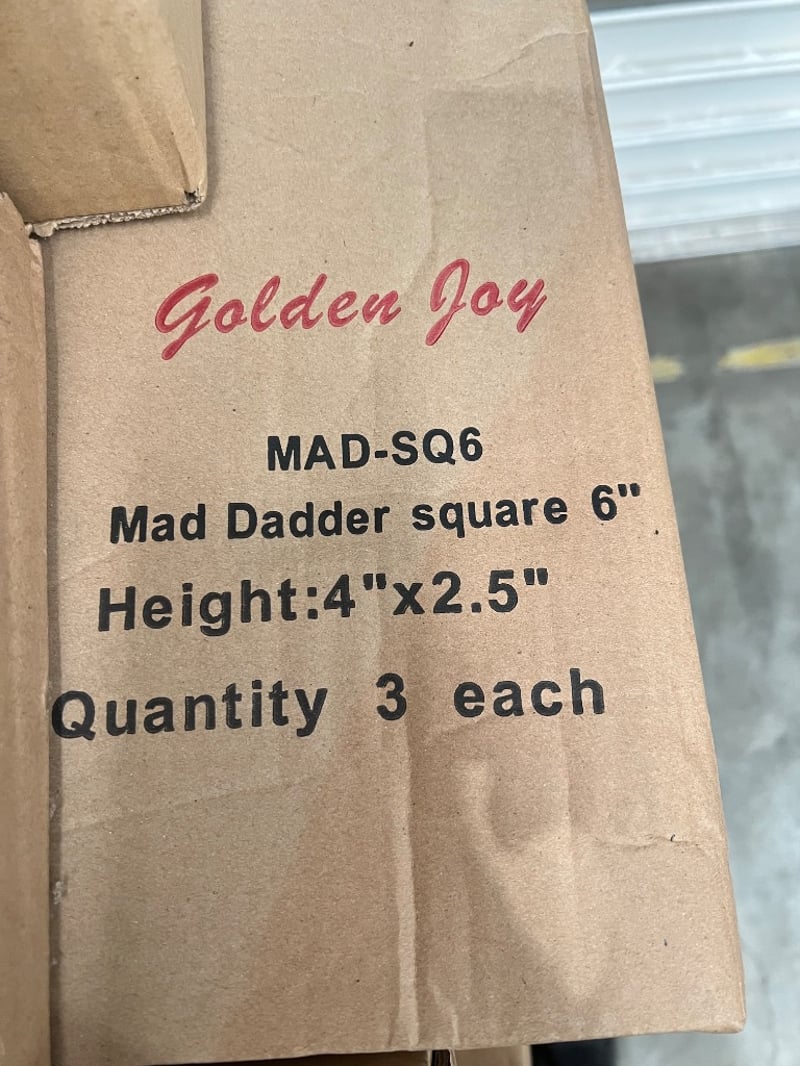 Golden Joy
MAD-SQ6
Mad Dadder square 6"
Height:4"x2.5"
Quantity 3 each